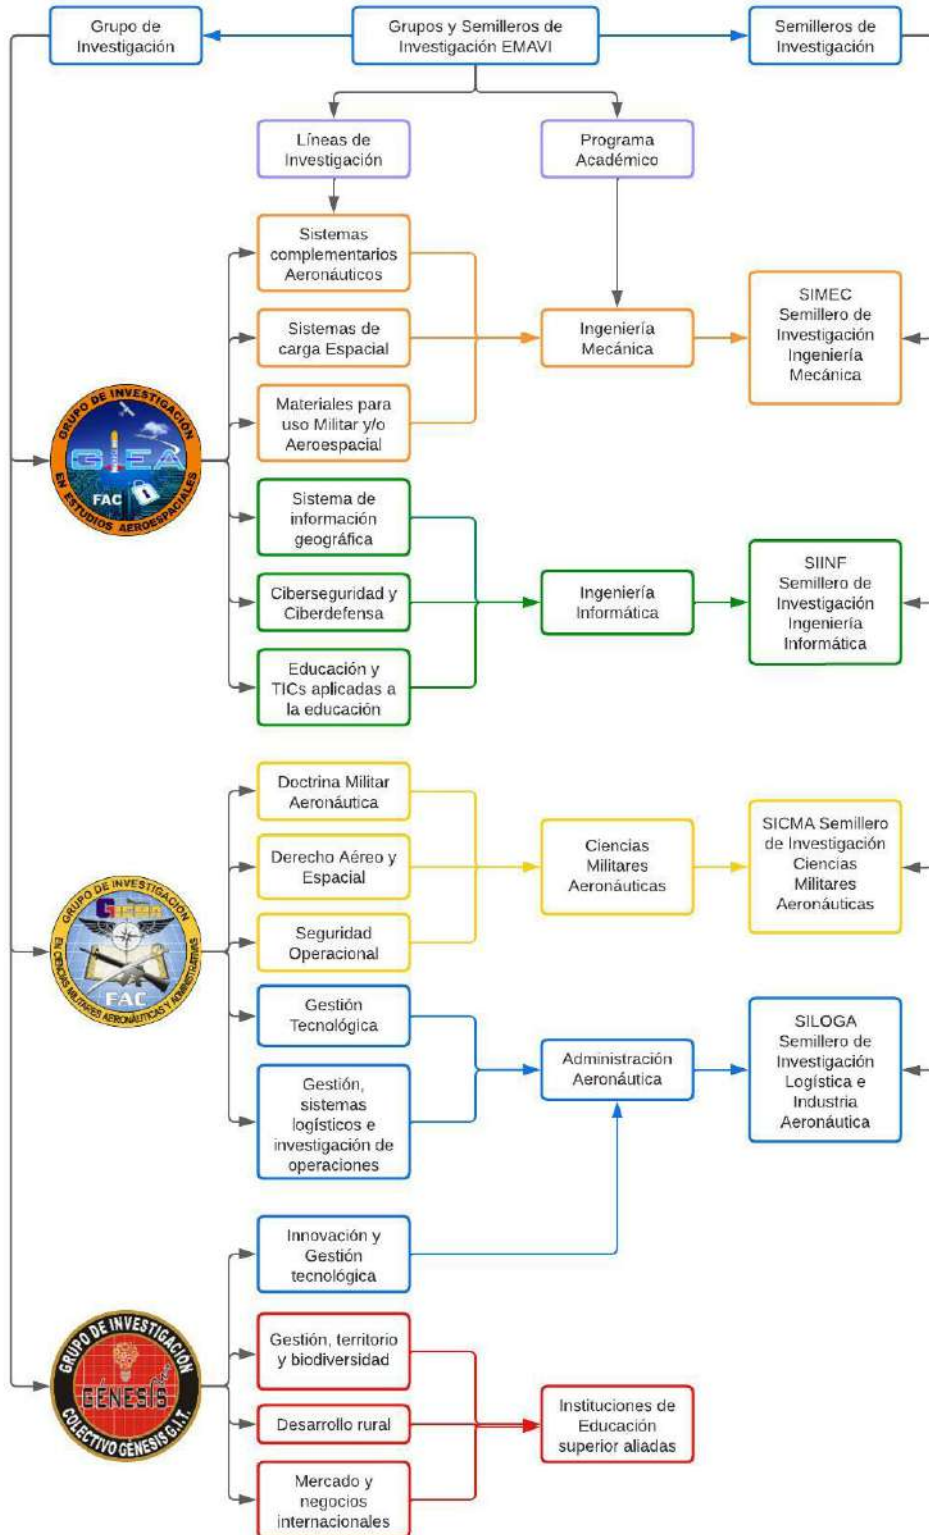 Grupo de
Investigación
Grupos y Semilleros de
Investigación EMAVI
Semilleros de
Investigación
Líneas de
Investigación
Programa
Académico
Sistemas
complementarios
Aeronáuticos
Sistemas de
carga Espacial
Materiales para
uso Militar y/o
Aeroespacial
Ingeniería
Mecánica
SIMEC
Semillero de
Investigación
Ingeniería
Mecánica
GRUPO DE INVESTIGACIÓN
GIEA
FAC
EN ESTUDIOS AEROESPACIALES
Sistema de
información
geográfica
Ciberseguridad y
Ciberdefensa
Educación y
TICs aplicadas a
la educación
Ingeniería
Informática
SIINF
Semillero de
Investigación
Ingeniería
Informática
Doctrina Militar
Aeronáutica
Derecho Aéreo y
Espacial
Seguridad
Operacional
Ciencias
Militares
Aeronáuticas
SICMA Semillero
de Investigación
Ciencias
Militares
Aeronáuticas
GRUPO DE INVESTIGACIÓN
FAC
EN CIENCIAS MILITARES AERONÁUTICAS Y ADMINISTRATIVAS
Gestión
Tecnológica
Gestión,
sistemas
logísticos e
investigación de
operaciones
Administración
Aeronáutica
SILOGA
Semillero de
Investigación
Logística e
Industria
Aeronáutica
Innovación y
Gestión
tecnológica
Gestión, territorio
y biodiversidad
Desarrollo rural
Mercado y
negocios
internacionales
Instituciones de
Educación
superior aliadas
GRUPO DE INVESTIGACIÓN
GÉNESIS
COLECTIVO GÉNESIS G.I.T.